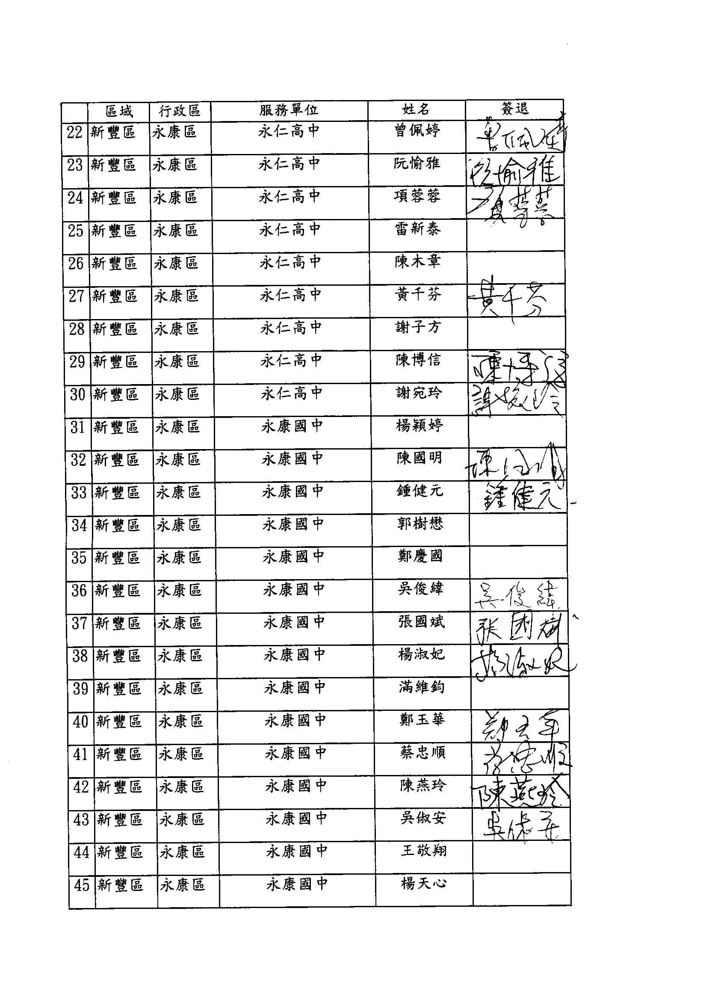 區域 行政區 服務單位 姓名 簽退
22 新豐區 永康區 永仁高中 曾佩婷 曾佩婷
23 新豐區 永康區 永仁高中 阮愉雅 阮愉雅
24 新豐區 永康區 永仁高中 項蓉蓉 項蓉蓉
25 新豐區 永康區 永仁高中 雷新泰
26 新豐區 永康區 永仁高中 陳木章
27 新豐區 永康區 永仁高中 黃千芬 黃千芬
28 新豐區 永康區 永仁高中 謝子方
29 新豐區 永康區 永仁高中 陳博信 陳博信
30 新豐區 永康區 永仁高中 謝宛玲 謝宛玲
31 新豐區 永康區 永康國中 楊穎婷
32 新豐區 永康區 永康國中 陳國明 陳國明
33 新豐區 永康區 永康國中 鍾健元 鍾健元
34 新豐區 永康區 永康國中 郭樹懋
35 新豐區 永康區 永康國中 鄭慶國
36 新豐區 永康區 永康國中 吳俊緯 吳俊緯
37 新豐區 永康區 永康國中 張國斌 張國斌
38 新豐區 永康區 永康國中 楊淑妃 楊淑妃
39 新豐區 永康區 永康國中 滿維鈞
40 新豐區 永康區 永康國中 鄭玉華 鄭玉華
41 新豐區 永康區 永康國中 蔡忠順 蔡忠順
42 新豐區 永康區 永康國中 陳燕玲 陳燕玲
43 新豐區 永康區 永康國中 吳俶安 吳俶安
44 新豐區 永康區 永康國中 王敬翔
45 新豐區 永康區 永康國中 楊天心